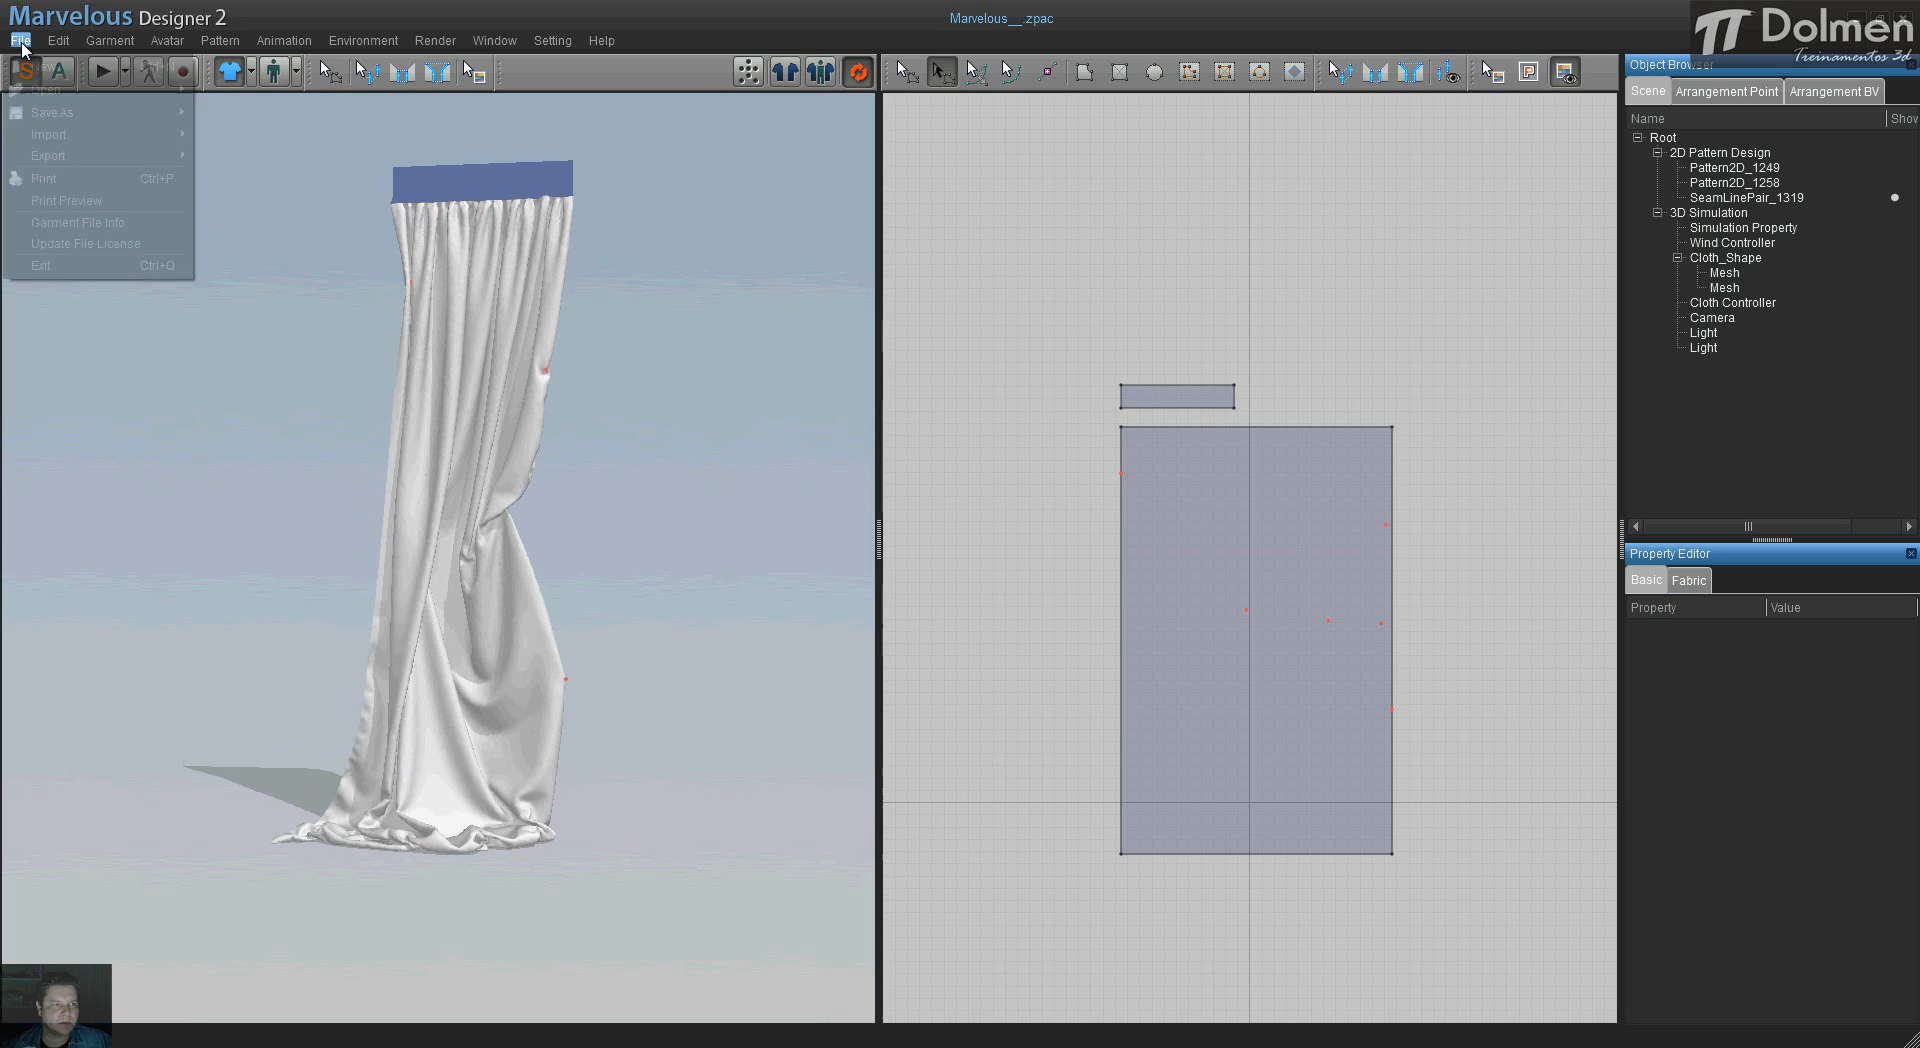 Marvelous Designer 2
Marvelous__.zpac
Dolmen
Treinamentos 3d
File Edit Garment Avatar Pattern Animation Environment Render Window Setting Help
S A
Open
Save As
Import
Export
Print Ctrl+P
Print Preview
Garment File Info
Update File License
Exit Ctrl+Q
Object Browser
Scene Arrangement Point Arrangement BV
Name Show
Root
2D Pattern Design
Pattern2D_1249
Pattern2D_1258
SeamLinePair_1319
3D Simulation
Simulation Property
Wind Controller
Cloth_Shape
Mesh
Mesh
Cloth Controller
Camera
Light
Light
Property Editor
Basic Fabric
Property Value